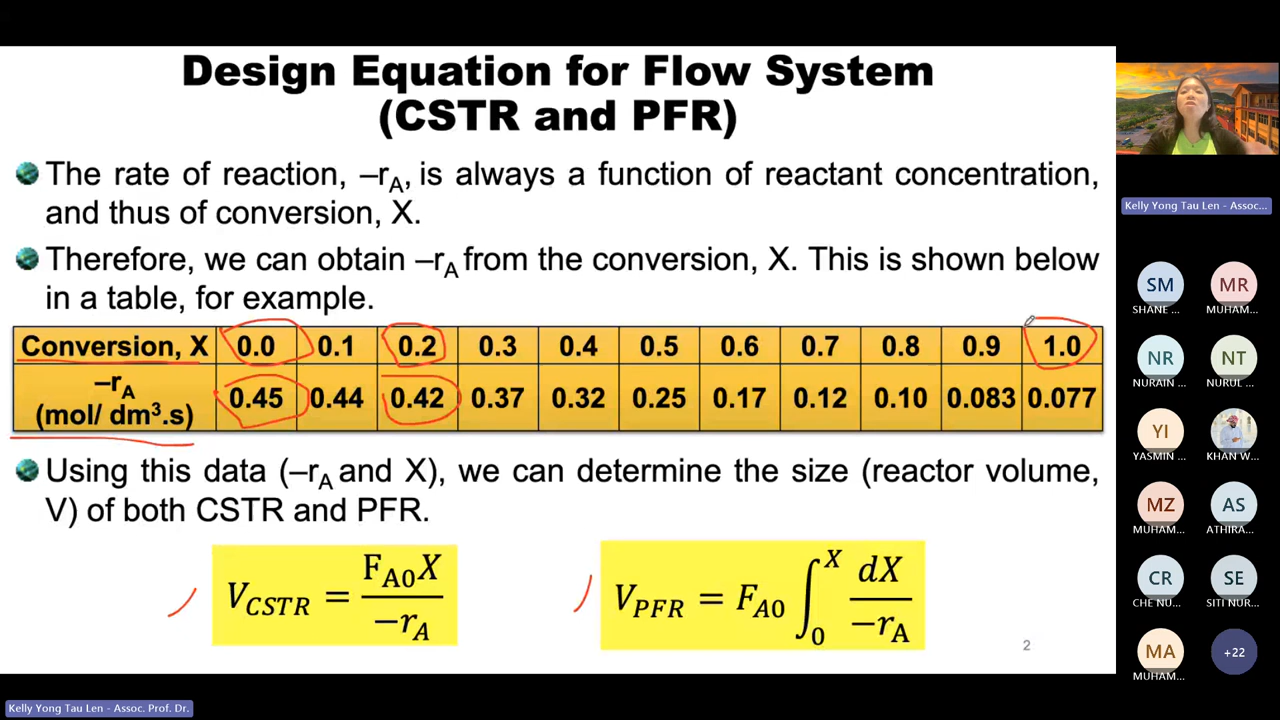 Design Equation for Flow System
(CSTR and PFR)
The rate of reaction, –rA, is always a function of reactant concentration,
and thus of conversion, X.
Therefore, we can obtain –rA from the conversion, X. This is shown below
in a table, for example.
Conversion, X 0.0 0.1 0.2 0.3 0.4 0.5 0.6 0.7 0.8 0.9 1.0
–rA
(mol/ dm³.s) 0.45 0.44 0.42 0.37 0.32 0.25 0.17 0.12 0.10 0.083 0.077
Using this data (–rA and X), we can determine the size (reactor volume,
V) of both CSTR and PFR.
V_CSTR = F_A0 X / –r_A
V_PFR = F_A0 ∫_0^X dX / –r_A
2
Kelly Yong Tau Len - Assoc. Prof. Dr.
Kelly Yong Tau Len - Assoc...
SM
SHANE ...
MR
MUHAM...
NR
NURAIN ...
NT
NURUL ...
YI
YASMIN ...
KHAN W...
MZ
MUHAM...
AS
ATHIRA...
CR
CHE NU...
SE
SITI NUR...
MA
MUHAM...
+22